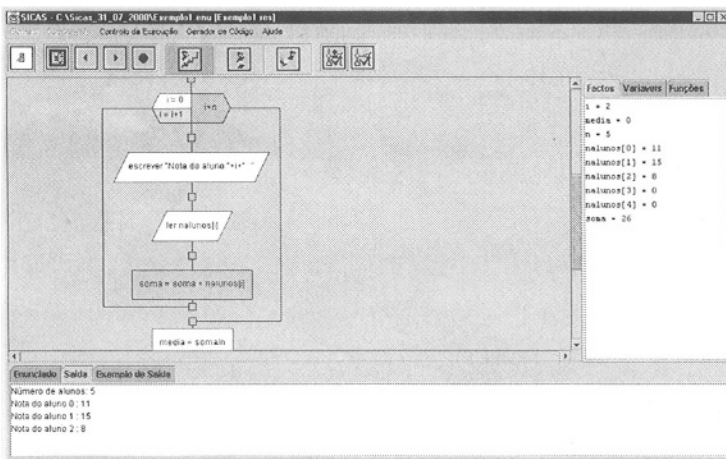 SICAS - C:\Sicas_31_07_2000\Exemplo1.enu [Exemplo1.res]
Controlo da Execução Gerador de Código Ajuda
i = 0
i = i+1
i<n
escrever "Nota do aluno "+i+" "
ler nalunos[i]
soma = soma + nalunos[i]
media = soma/n
Factos Variaveis Funções
i = 2
media = 0
n = 5
nalunos[0] = 11
nalunos[1] = 15
nalunos[2] = 8
nalunos[3] = 0
nalunos[4] = 0
soma = 26
Enunciado Saída Exemplo de Saída
Número de alunos: 5
Nota do aluno 0 : 11
Nota do aluno 1 : 15
Nota do aluno 2 : 8